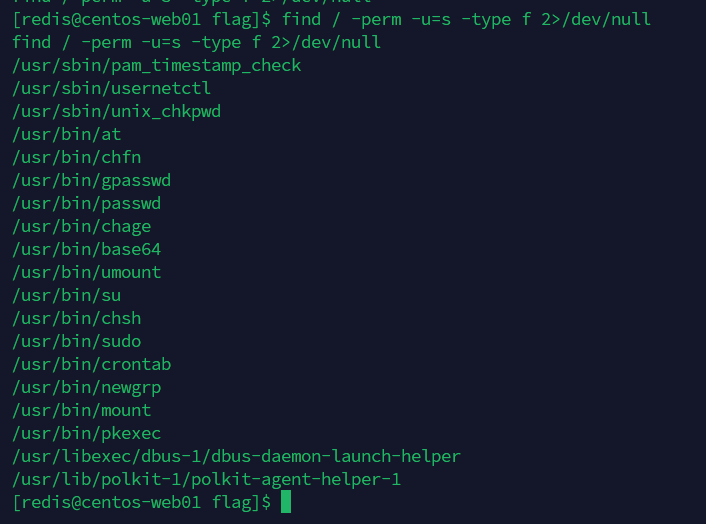 [redis@centos-web01 flag]$ find / -perm -u=s -type f 2>/dev/null
find / -perm -u=s -type f 2>/dev/null
/usr/sbin/pam_timestamp_check
/usr/sbin/usernetctl
/usr/sbin/unix_chkpwd
/usr/bin/at
/usr/bin/chfn
/usr/bin/gpasswd
/usr/bin/passwd
/usr/bin/chage
/usr/bin/base64
/usr/bin/umount
/usr/bin/su
/usr/bin/chsh
/usr/bin/sudo
/usr/bin/crontab
/usr/bin/newgrp
/usr/bin/mount
/usr/bin/pkexec
/usr/libexec/dbus-1/dbus-daemon-launch-helper
/usr/lib/polkit-1/polkit-agent-helper-1
[redis@centos-web01 flag]$